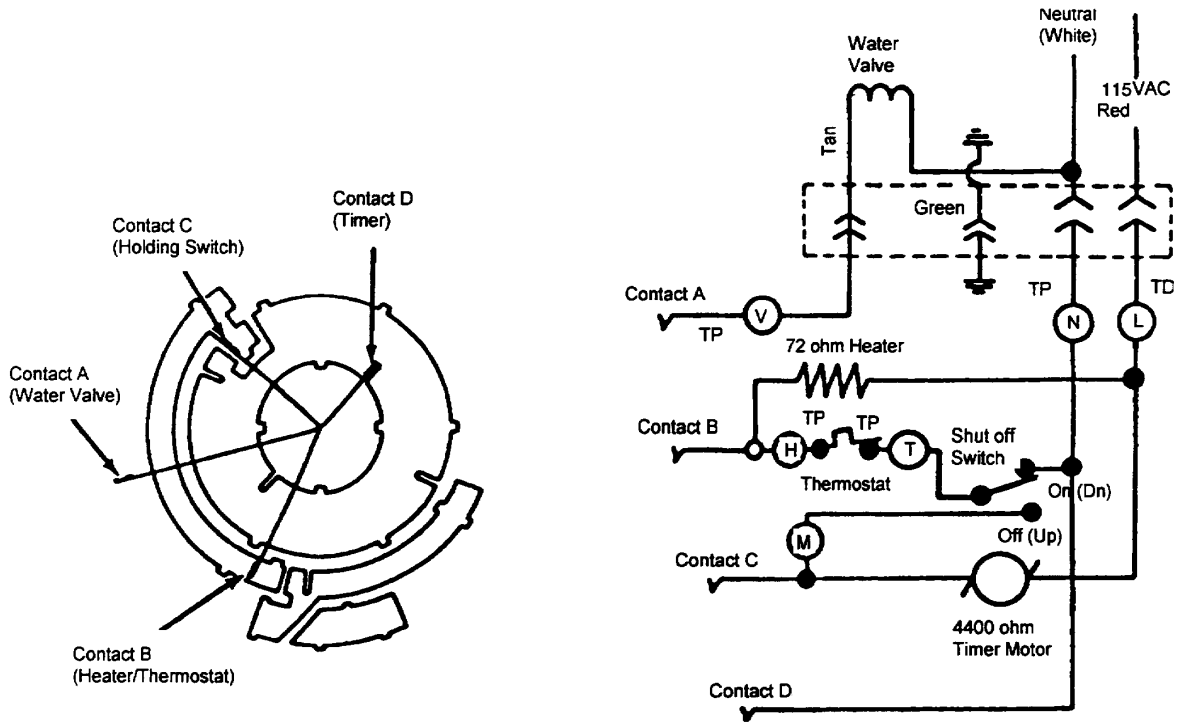 Contact D
(Timer)
Contact C
(Holding Switch)
Contact A
(Water Valve)
Contact B
(Heater/Thermostat)
Neutral
(White)
Water
Valve
115VAC
Red
Tan
Green
TP
TD
Contact A
TP
V
N
L
72 ohm Heater
TP
TP
Contact B
H
T
Shut off
Switch
Thermostat
On (Dn)
Off (Up)
M
Contact C
4400 ohm
Timer Motor
Contact D